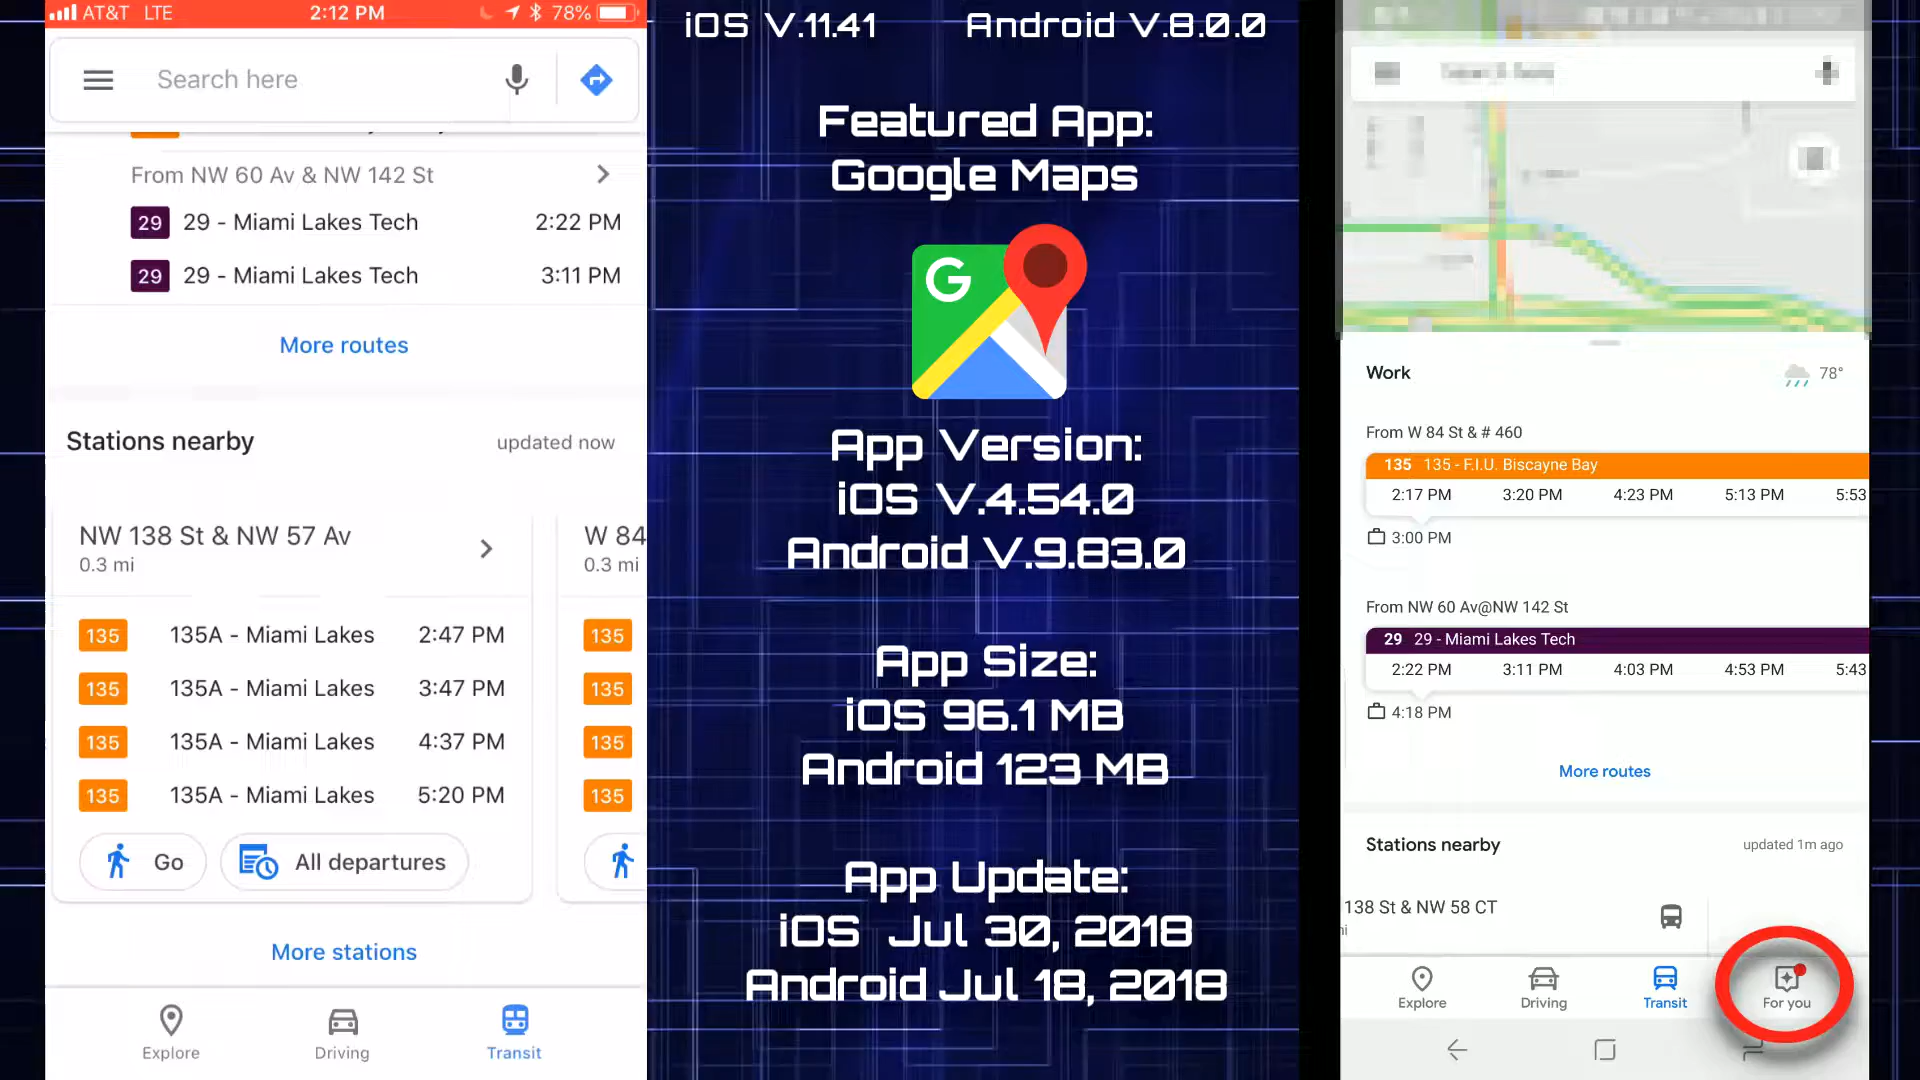 AT&T LTE 2:12 PM 78%
Search here
From NW 60 Av & NW 142 St
29 29 - Miami Lakes Tech 2:22 PM
29 29 - Miami Lakes Tech 3:11 PM
More routes
Stations nearby updated now
NW 138 St & NW 57 Av
0.3 mi
135 135A - Miami Lakes 2:47 PM
135 135A - Miami Lakes 3:47 PM
135 135A - Miami Lakes 4:37 PM
135 135A - Miami Lakes 5:20 PM
Go All departures
W 84
0.3 mi
135
135
135
135
More stations
Explore Driving Transit
iOS V.11.41 Android V.8.0.0
Featured App:
Google Maps
G
App Version:
iOS V.4.54.0
Android V.9.83.0
App Size:
iOS 96.1 MB
Android 123 MB
App Update:
iOS Jul 30, 2018
Android Jul 18, 2018
Work 78°
From W 84 St & # 460
135 135 - F.I.U. Biscayne Bay
2:17 PM 3:20 PM 4:23 PM 5:13 PM 5:53
3:00 PM
From NW 60 Av@NW 142 St
29 29 - Miami Lakes Tech
2:22 PM 3:11 PM 4:03 PM 4:53 PM 5:43
4:18 PM
More routes
Stations nearby updated 1m ago
138 St & NW 58 CT
Explore Driving Transit For you